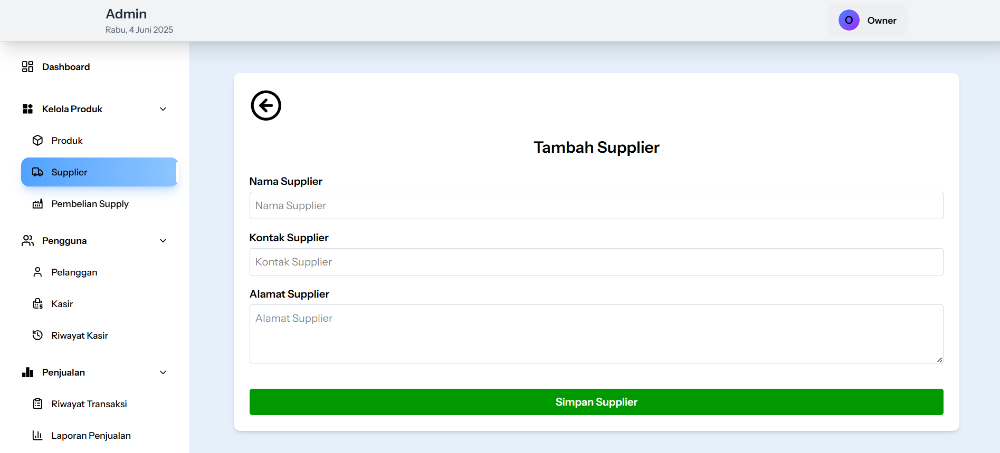 Admin
Rabu, 4 Juni 2025
O
Owner
Dashboard
Kelola Produk
Produk
Supplier
Pembelian Supply
Pengguna
Pelanggan
Kasir
Riwayat Kasir
Penjualan
Riwayat Transaksi
Laporan Penjualan
Tambah Supplier
Nama Supplier
Nama Supplier
Kontak Supplier
Kontak Supplier
Alamat Supplier
Alamat Supplier
Simpan Supplier